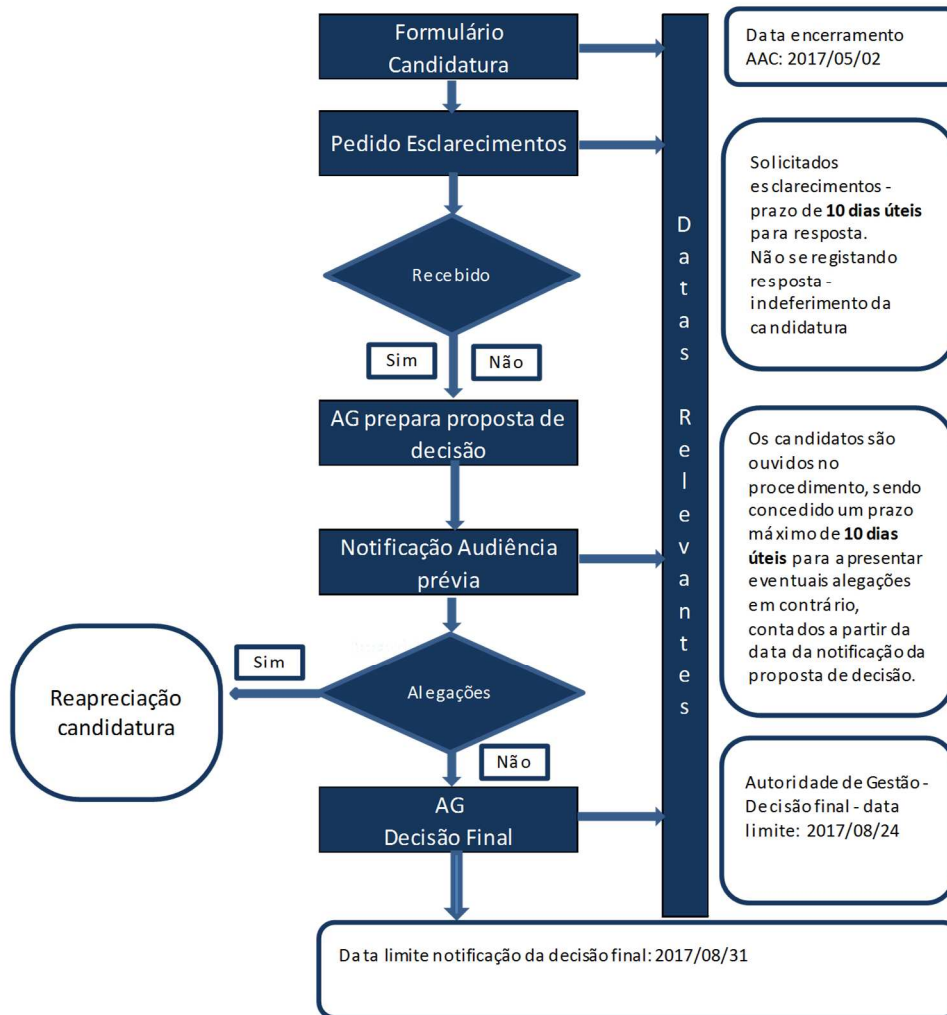 Formulário
Candidatura
Data encerramento
AAC: 2017/05/02
Pedido Esclarecimentos
Solicitados
esclarecimentos -
prazo de 10 dias úteis
para resposta.
Não se registando
resposta -
indeferimento da
candidatura
Recebido
Sim
Não
Datas Relevantes
AG prepara proposta de
decisão
Os candidatos são
ouvidos no
procedimento, sendo
concedido um prazo
máximo de 10 dias
úteis para apresentar
eventuais alegações
em contrário,
contados a partir da
data da notificação da
proposta de decisão.
Notificação Audiência
prévia
Alegações
Sim
Reapreciação
candidatura
Não
AG
Decisão Final
Autoridade de Gestão -
Decisão final - data
limite: 2017/08/24
Data limite notificação da decisão final: 2017/08/31